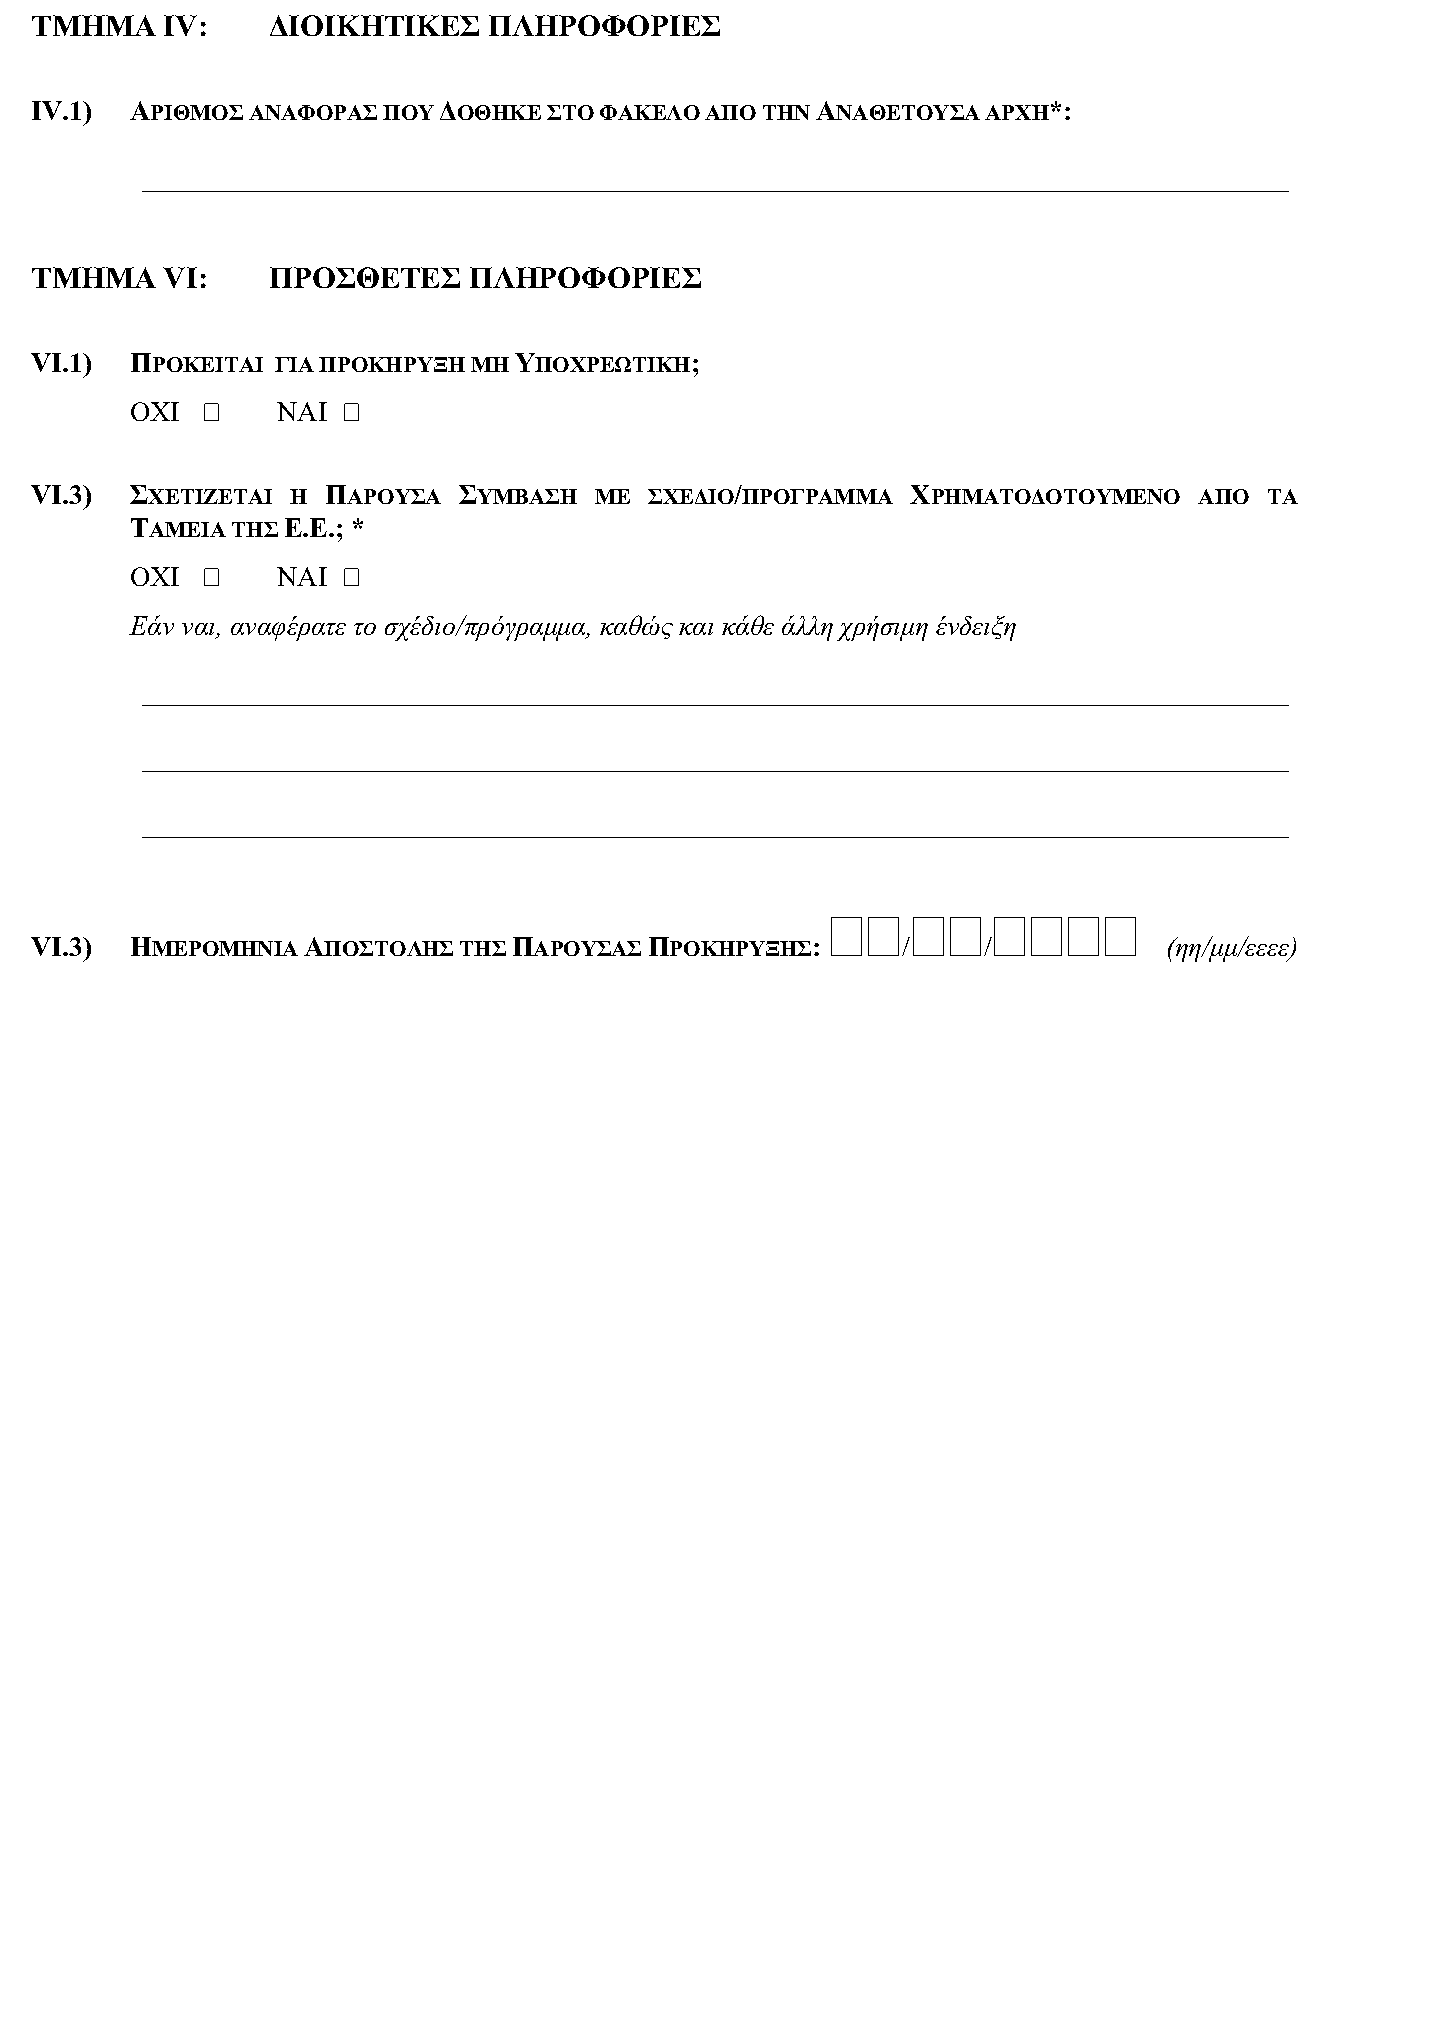 ΤΜΗΜΑ IV: ΔΙΟΙΚΗΤΙΚΕΣ ΠΛΗΡΟΦΟΡΙΕΣ
IV.1) ΑΡΙΘΜΟΣ ΑΝΑΦΟΡΑΣ ΠΟΥ ΔΟΘΗΚΕ ΣΤΟ ΦΑΚΕΛΟ ΑΠΟ ΤΗΝ ΑΝΑΘΕΤΟΥΣΑ ΑΡΧΗ*:
ΤΜΗΜΑ VI: ΠΡΟΣΘΕΤΕΣ ΠΛΗΡΟΦΟΡΙΕΣ
VI.1) ΠΡΟΚΕΙΤΑΙ ΓΙΑ ΠΡΟΚΗΡΥΞΗ ΜΗ ΥΠΟΧΡΕΩΤΙΚΗ;
ΟΧΙ □ ΝΑΙ □
VI.3) ΣΧΕΤΙΖΕΤΑΙ Η ΠΑΡΟΥΣΑ ΣΥΜΒΑΣΗ ΜΕ ΣΧΕΔΙΟ/ΠΡΟΓΡΑΜΜΑ ΧΡΗΜΑΤΟΔΟΤΟΥΜΕΝΟ ΑΠΟ ΤΑ
ΤΑΜΕΙΑ ΤΗΣ Ε.Ε.; *
ΟΧΙ □ ΝΑΙ □
Εάν ναι, αναφέρατε το σχέδιο/πρόγραμμα, καθώς και κάθε άλλη χρήσιμη ένδειξη
VI.3) ΗΜΕΡΟΜΗΝΙΑ ΑΠΟΣΤΟΛΗΣ ΤΗΣ ΠΑΡΟΥΣΑΣ ΠΡΟΚΗΡΥΞΗΣ: □□/□□/□□□□ (ηη/μμ/εεεε)